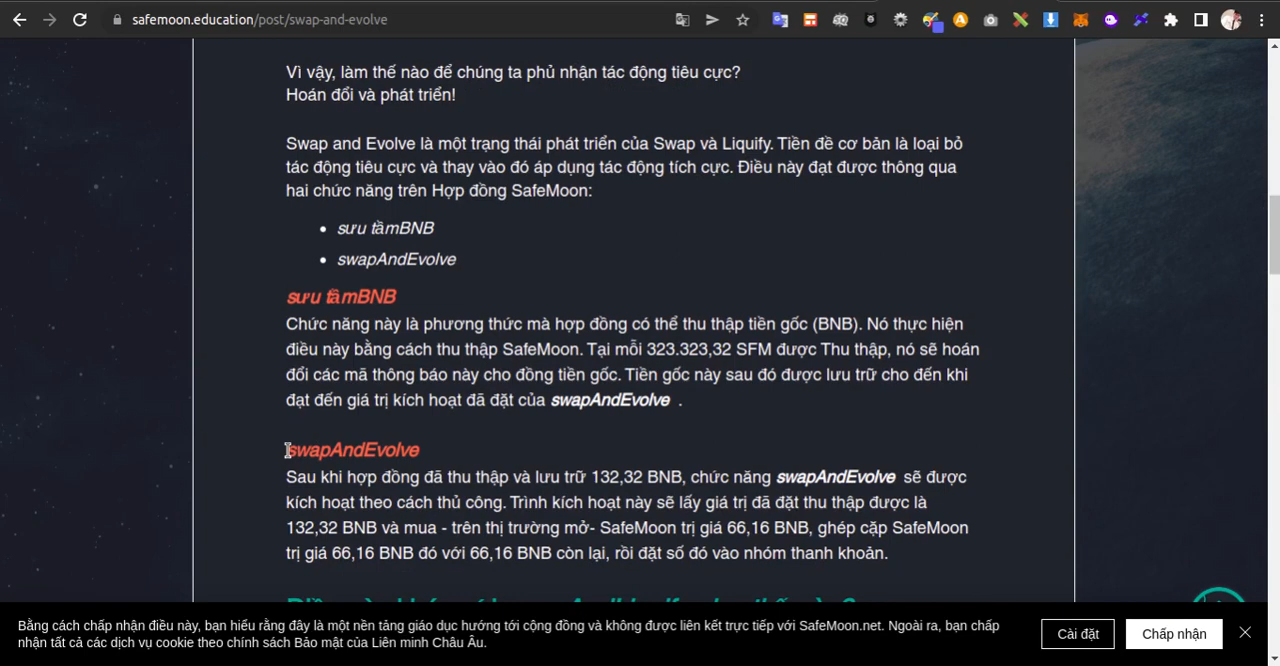 safemoon.education/post/swap-and-evolve
Vì vậy, làm thế nào để chúng ta phủ nhận tác động tiêu cực?
Hoán đổi và phát triển!
Swap and Evolve là một trạng thái phát triển của Swap và Liquify. Tiền đề cơ bản là loại bỏ
tác động tiêu cực và thay vào đó áp dụng tác động tích cực. Điều này đạt được thông qua
hai chức năng trên Hợp đồng SafeMoon:
• sưu tầmBNB
• swapAndEvolve
sưu tầmBNB
Chức năng này là phương thức mà hợp đồng có thể thu thập tiền gốc (BNB). Nó thực hiện
điều này bằng cách thu thập SafeMoon. Tại mỗi 323.323,32 SFM được Thu thập, nó sẽ hoán
đổi các mã thông báo này cho đồng tiền gốc. Tiền gốc này sau đó được lưu trữ cho đến khi
đạt đến giá trị kích hoạt đã đặt của swapAndEvolve .
swapAndEvolve
Sau khi hợp đồng đã thu thập và lưu trữ 132,32 BNB, chức năng swapAndEvolve sẽ được
kích hoạt theo cách thủ công. Trình kích hoạt này sẽ lấy giá trị đã đặt thu thập được là
132,32 BNB và mua - trên thị trường mở- SafeMoon trị giá 66,16 BNB, ghép cặp SafeMoon
trị giá 66,16 BNB đó với 66,16 BNB còn lại, rồi đặt số đó vào nhóm thanh khoản.
Bằng cách chấp nhận điều này, bạn hiểu rằng đây là một nền tảng giáo dục hướng tới cộng đồng và không được liên kết trực tiếp với SafeMoon.net. Ngoài ra, bạn chấp
nhận tất cả các dịch vụ cookie theo chính sách Bảo mật của Liên minh Châu Âu.
Cài đặt
Chấp nhận